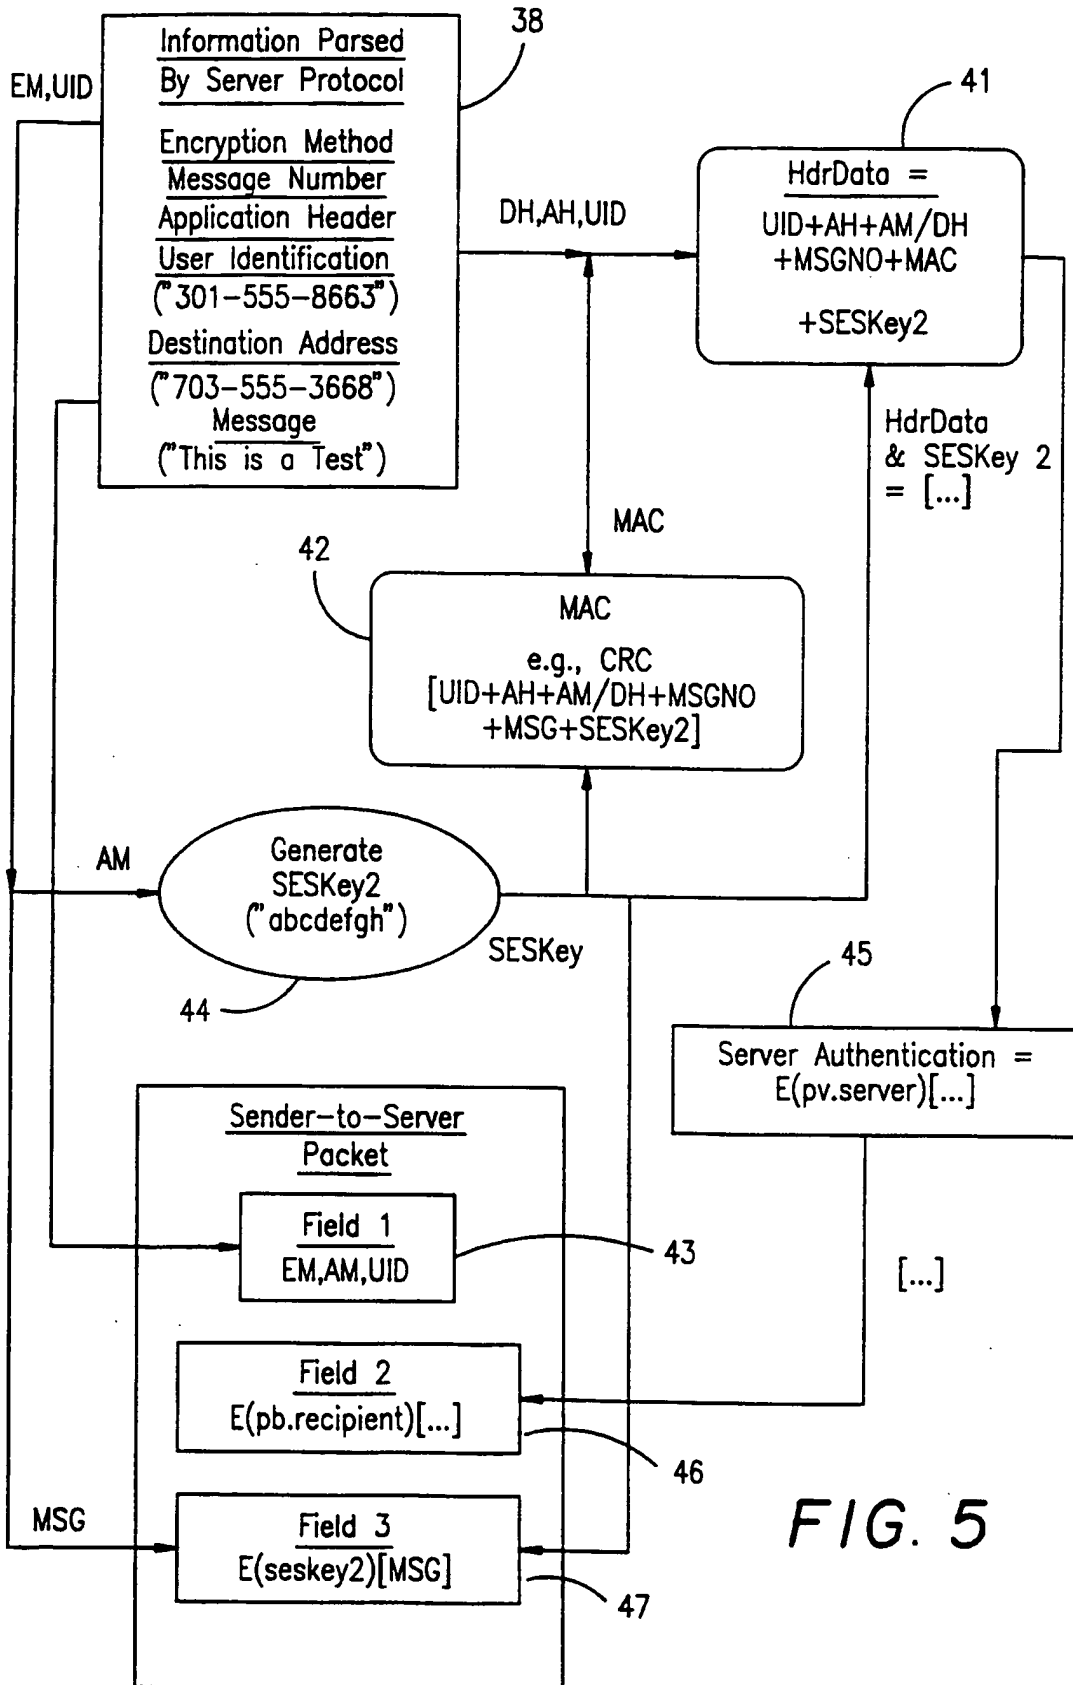 Information Parsed
By Server Protocol
Encryption Method
Message Number
Application Header
User Identification
("301-555-8663")
Destination Address
("703-555-3668")
Message
("This is a Test")
38
EM,UID
DH,AH,UID
41
HdrData =
UID+AH+AM/DH
+MSGNO+MAC
+SESKey2
HdrData
& SESKey 2
= [...]
MAC
42
MAC
e.g., CRC
[UID+AH+AM/DH+MSGNO
+MSG+SESKey2]
AM
Generate
SESKey2
("abcdefgh")
SESKey
44
45
Server Authentication =
E(pv.server)[...]
[...]
Sender-to-Server
Packet
Field 1
EM,AM,UID
43
Field 2
E(pb.recipient)[...]
46
MSG
Field 3
E(seskey2)[MSG]
47
FIG. 5